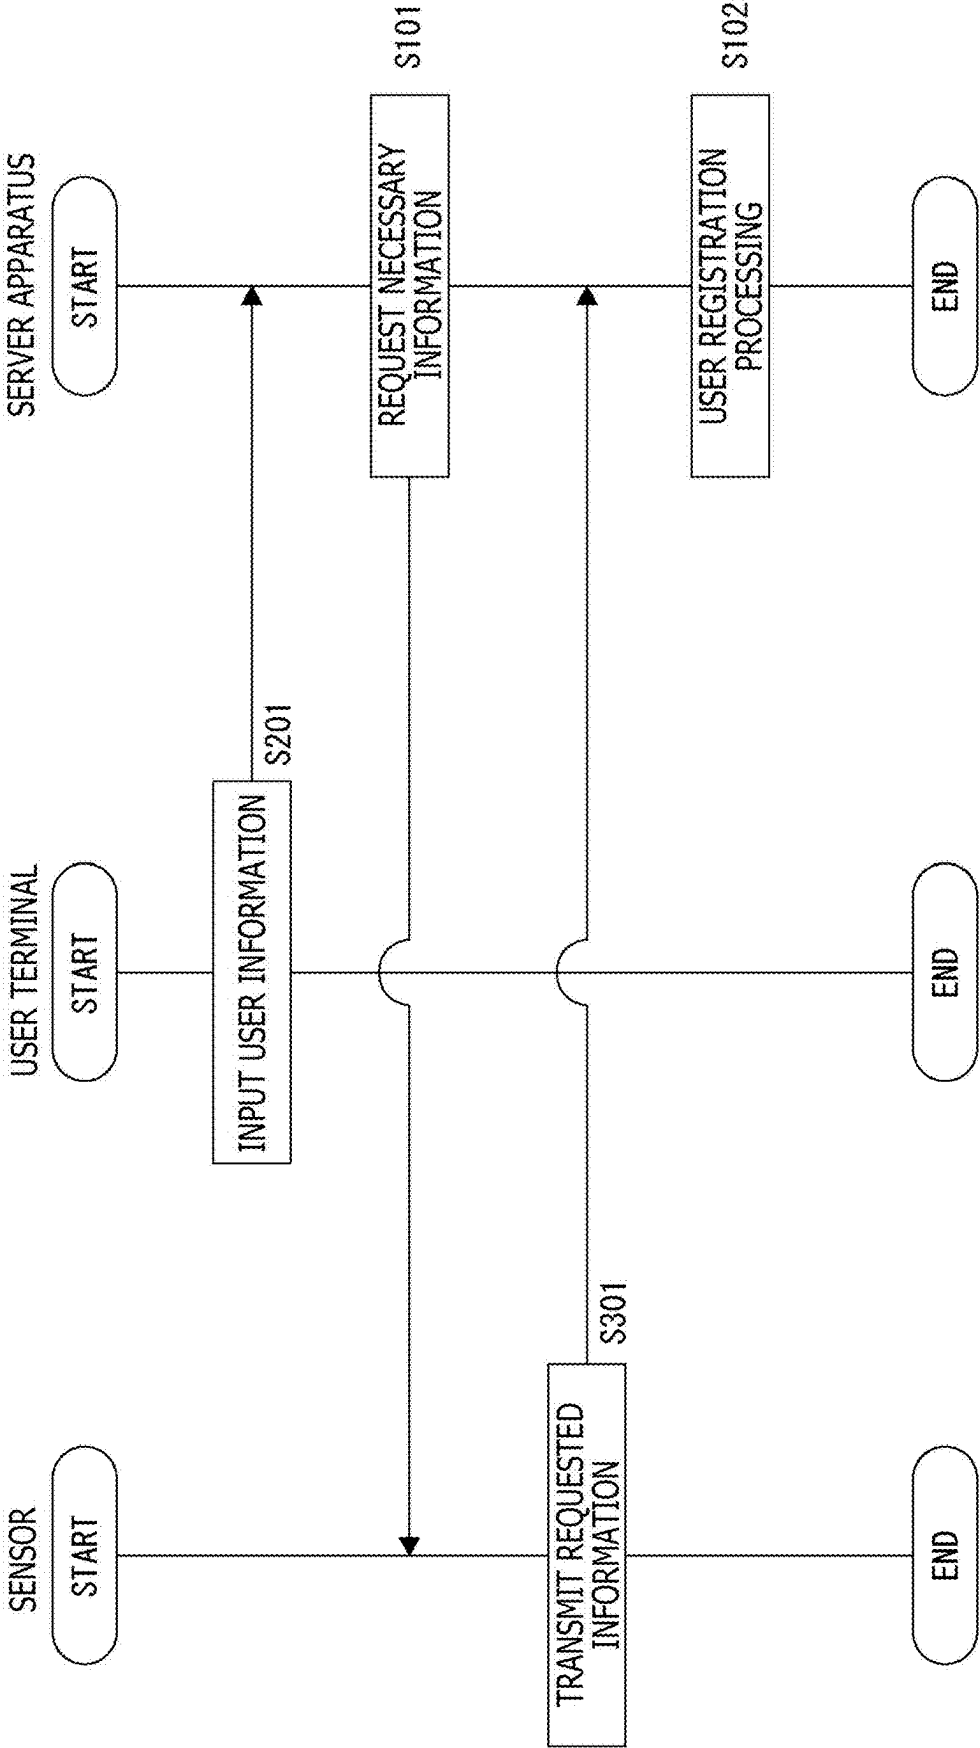 SENSOR
USER TERMINAL
SERVER APPARATUS
START
START
START
INPUT USER INFORMATION
S201
REQUEST NECESSARY
INFORMATION
S101
TRANSMIT REQUESTED
INFORMATION
S301
USER REGISTRATION
PROCESSING
S102
END
END
END